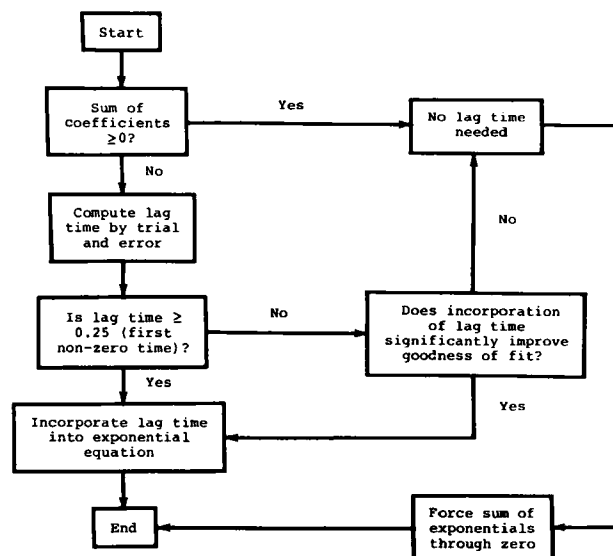 Start
Sum of
coefficients
≥0?
Yes
No lag time
needed
No
Compute lag
time by trial
and error
No
Is lag time ≥
0.25 (first
non-zero time)?
No
Does incorporation
of lag time
significantly improve
goodness of fit?
Yes
Yes
Incorporate lag time
into exponential
equation
End
Force sum of
exponentials
through zero